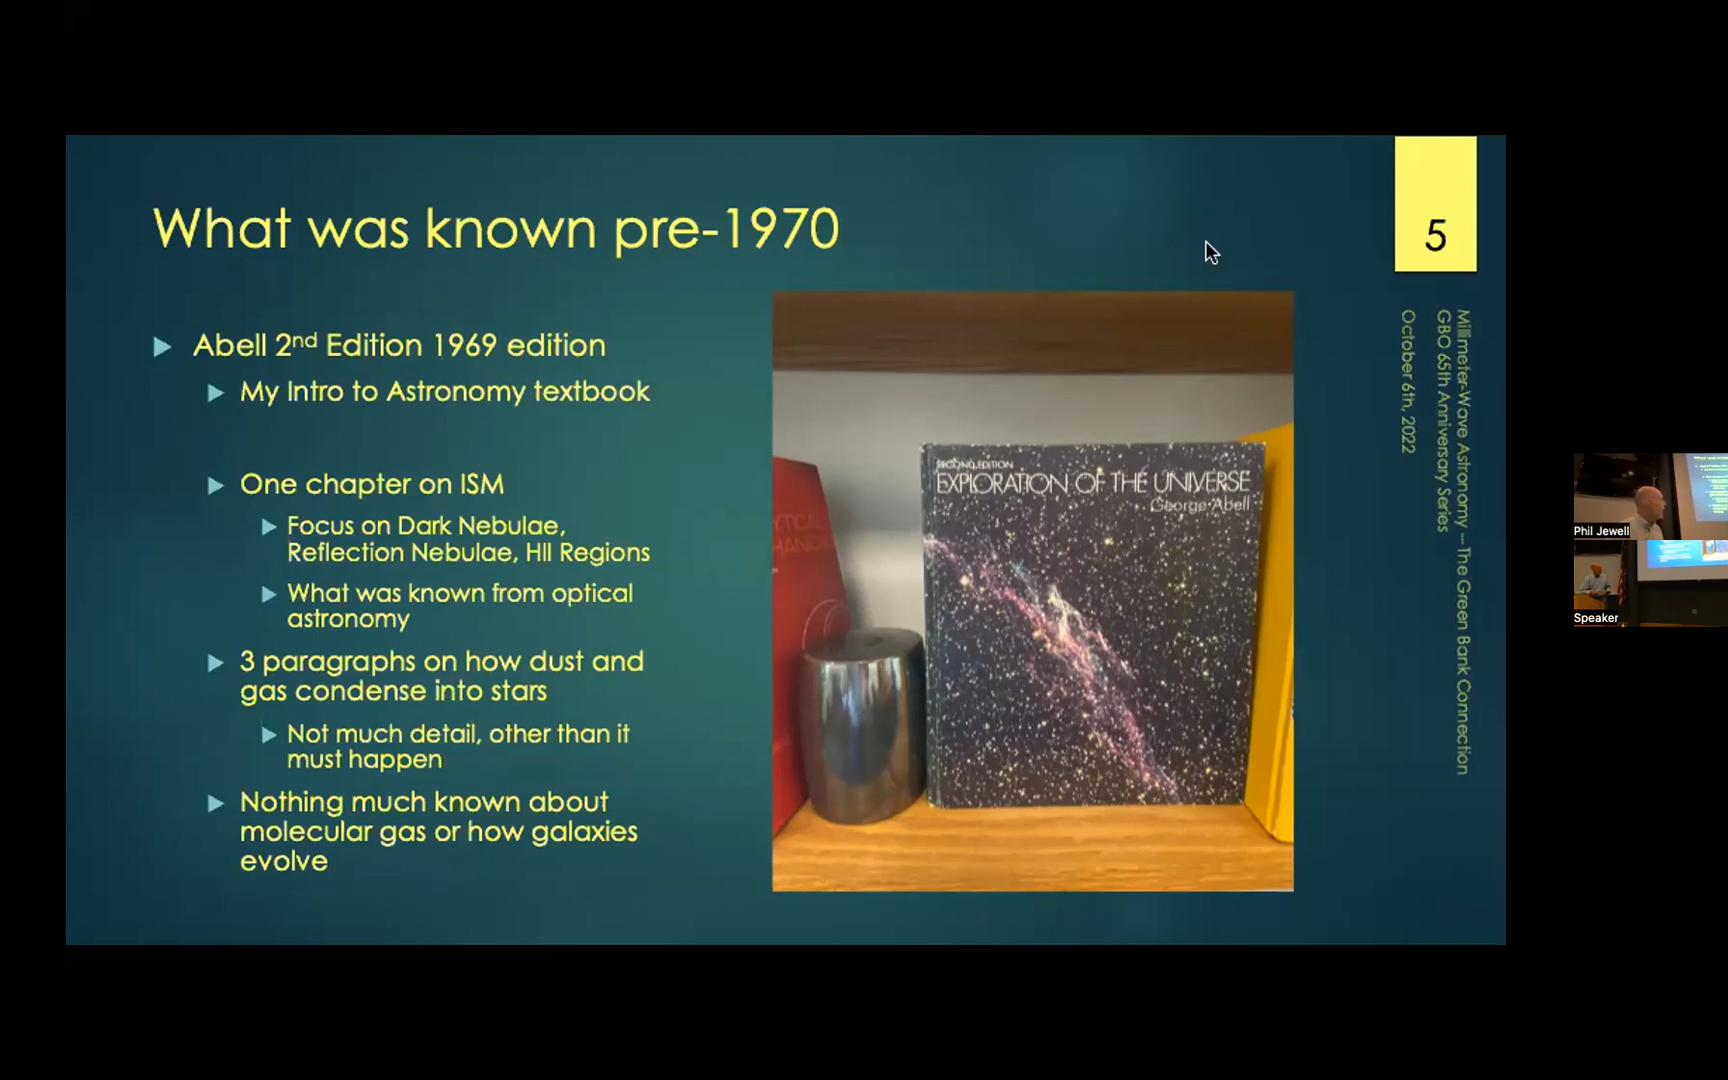 What was known pre-1970
5
Abell 2nd Edition 1969 edition
My Intro to Astronomy textbook
One chapter on ISM
Focus on Dark Nebulae,
Reflection Nebulae, HII Regions
What was known from optical
astronomy
3 paragraphs on how dust and
gas condense into stars
Not much detail, other than it
must happen
Nothing much known about
molecular gas or how galaxies
evolve
SECOND EDITION
EXPLORATION OF THE UNIVERSE
George Abell
Millimeter-Wave Astronomy – The Green Bank Connection
GBO 65th Anniversary Series
October 6th, 2022
Phil Jewell
Speaker